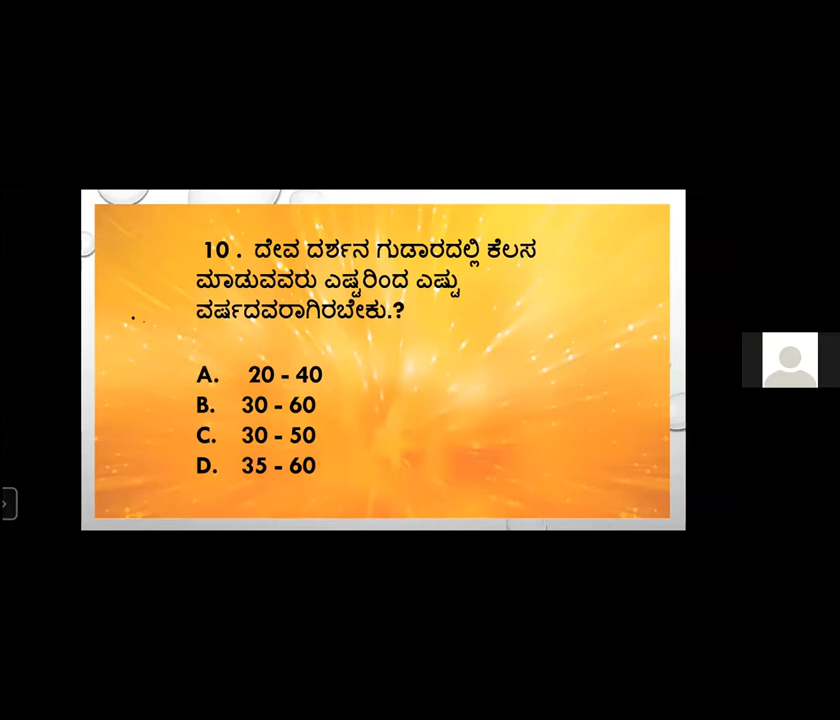 10 . ದೇವ ದರ್ಶನ ಗುಡಾರದಲ್ಲಿ ಕೆಲಸ
ಮಾಡುವವರು ಎಷ್ಟರಿಂದ ಎಷ್ಟು
ವರ್ಷದವರಾಗಿರಬೇಕು.?
A. 20 - 40
B. 30 - 60
C. 30 - 50
D. 35 - 60